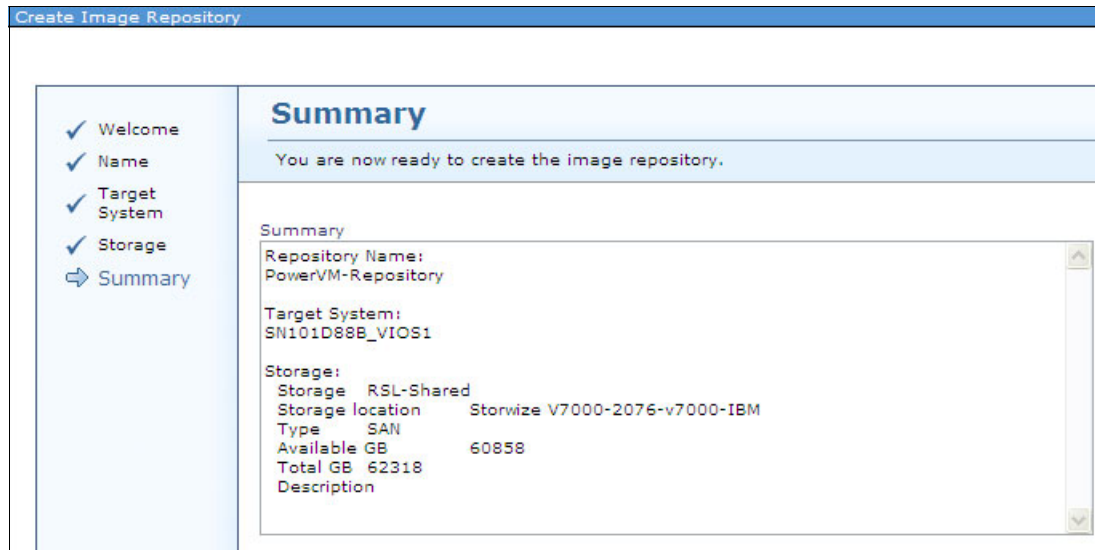 Create Image Repository
Welcome
Name
Target
System
Storage
Summary
Summary
You are now ready to create the image repository.
Summary
Repository Name:
PowerVM-Repository
Target System:
SN101D88B_VIOS1
Storage:
Storage RSL-Shared
Storage location Storwize V7000-2076-v7000-IBM
Type SAN
Available GB 60858
Total GB 62318
Description